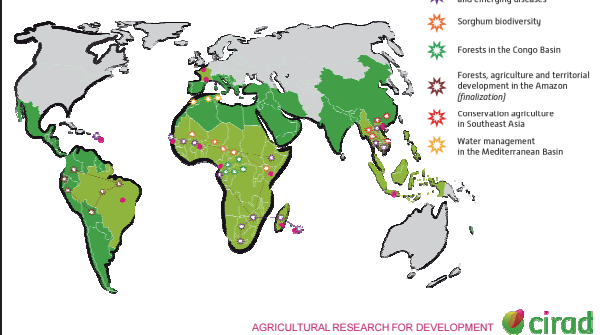 and emerging diseases
Sorghum biodiversity
Forests in the Congo Basin
Forests, agriculture and territorial
development in the Amazon
[finalization]
Conservation agriculture
in Southeast Asia
Water management
in the Mediterranean Basin
AGRICULTURAL RESEARCH FOR DEVELOPMENT
cirad